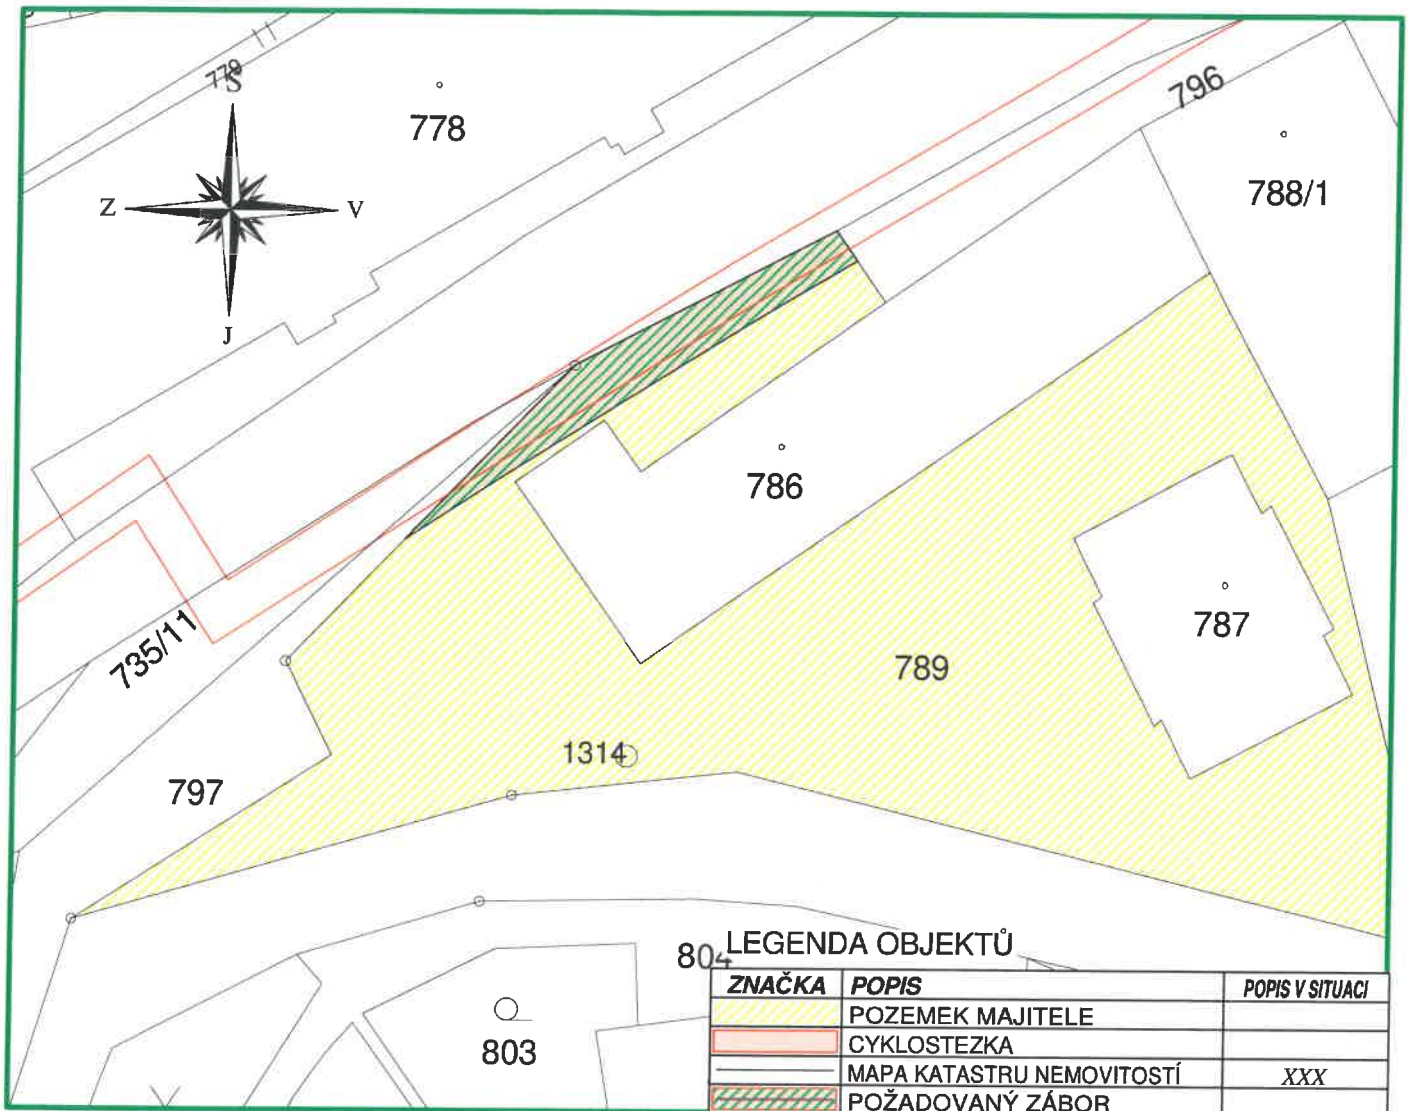 779
S
778
796
788/1
Z
V
J
786
787
735/11
789
1314
797
804
LEGENDA OBJEKTŮ
ZNAČKA POPIS POPIS V SITUACI
POZEMEK MAJITELE
CYKLOSTEZKA
MAPA KATASTRU NEMOVITOSTÍ XXX
POŽADOVANÝ ZÁBOR
803